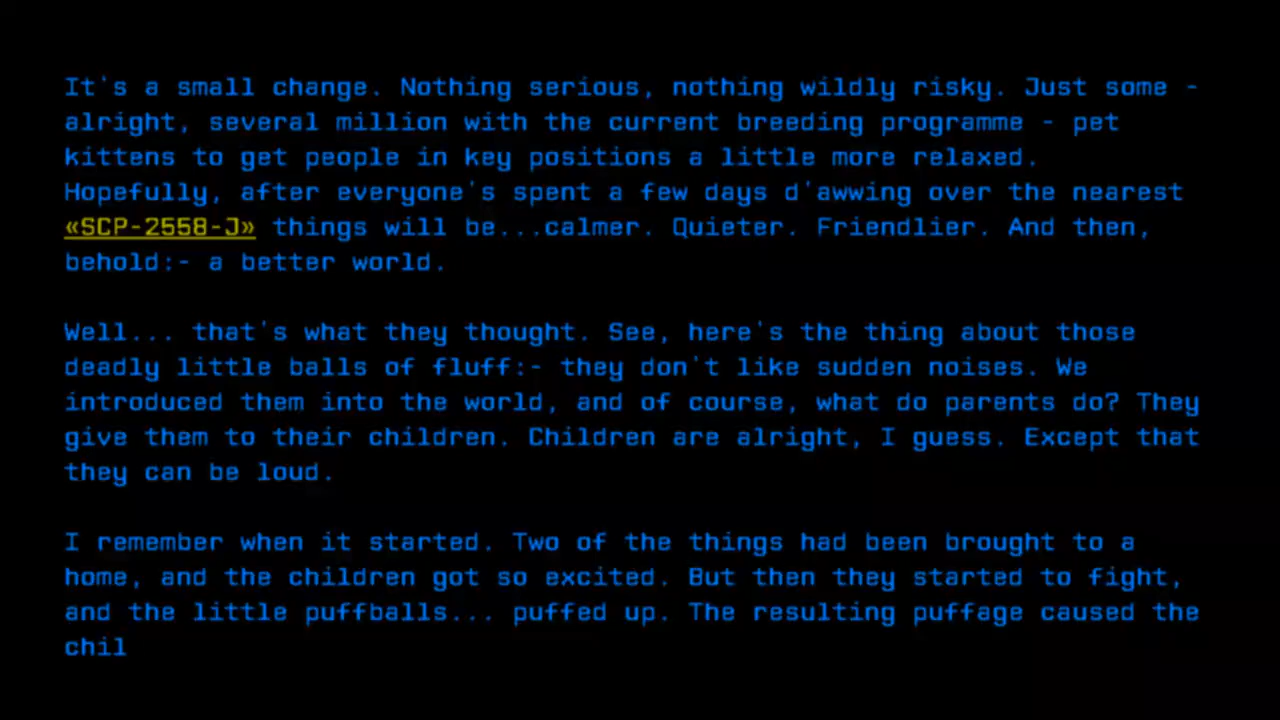 It's a small change. Nothing serious, nothing wildly risky. Just some -
alright, several million with the current breeding programme - pet
kittens to get people in key positions a little more relaxed.
Hopefully, after everyone's spent a few days d'awwing over the nearest
«SCP-2558-J» things will be...calmer. Quieter. Friendlier. And then,
behold:- a better world.
Well... that's what they thought. See, here's the thing about those
deadly little balls of fluff:- they don't like sudden noises. We
introduced them into the world, and of course, what do parents do? They
give them to their children. Children are alright, I guess. Except that
they can be loud.
I remember when it started. Two of the things had been brought to a
home, and the children got so excited. But then they started to fight,
and the little puffballs... puffed up. The resulting puffage caused the
chil